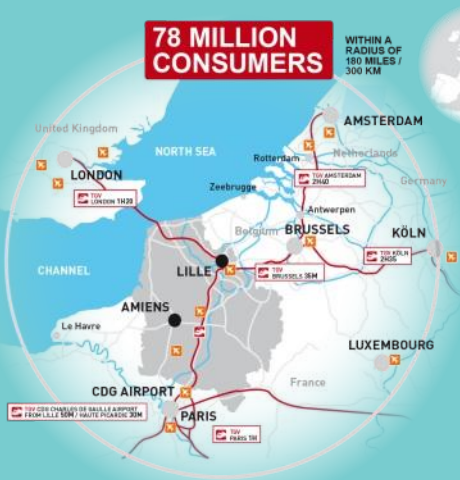 78 MILLION
CONSUMERS
WITHIN A
RADIUS OF
180 MILES /
300 KM
AMSTERDAM
United Kingdom
NORTH SEA
Netherlands
Rotterdam
LONDON
TGV
LONDON 1H20
Zeebrugge
TGV AMSTERDAM
2H40
Germany
Antwerpen
Belgium
BRUSSELS
KÖLN
TGV KÖLN
2H35
CHANNEL
LILLE
TGV
BRUSSELS 35M
AMIENS
Le Havre
LUXEMBOURG
France
CDG AIRPORT
TGV CDG CHARLES DE GAULLE AIRPORT
FROM LILLE 50M / HAUTE PICARDIE 30M
PARIS
TGV
PARIS 1H